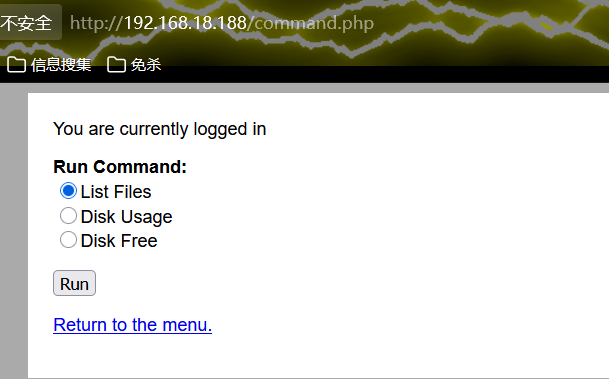 不安全 http://192.168.18.188/command.php
信息搜集 免杀
You are currently logged in
Run Command:
List Files
Disk Usage
Disk Free
Run
Return to the menu.